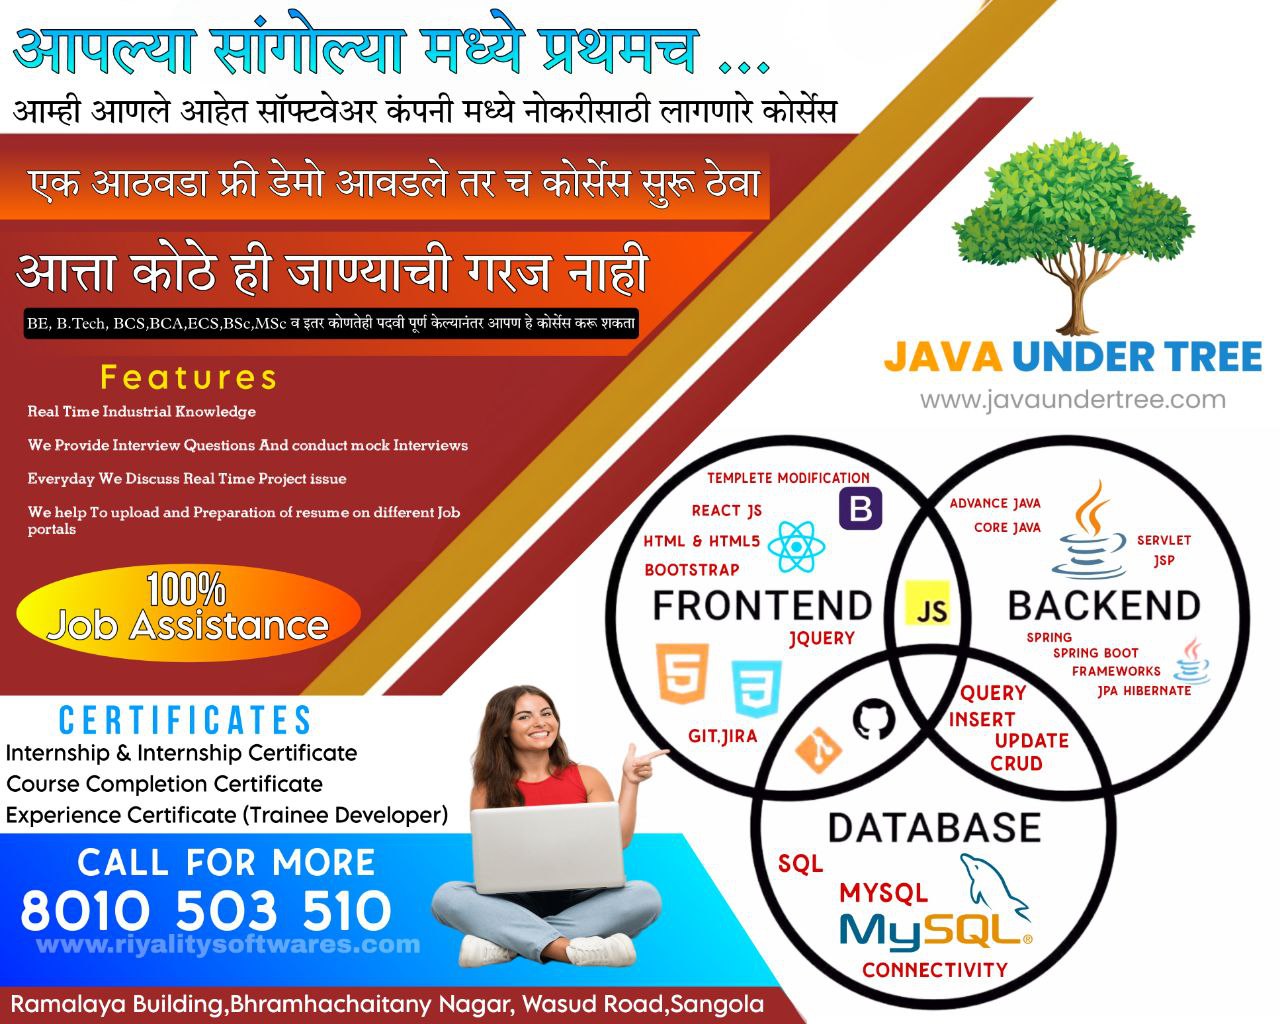 आपल्या सांगोल्या मध्ये प्रथमच ...
आम्ही आणले आहेत सॉफ्टवेअर कंपनी मध्ये नोकरीसाठी लागणारे कोर्सेस
एक आठवडा फ्री डेमो आवडले तर च कोर्सेस सुरू ठेवा
आत्ता कोठे ही जाण्याची गरज नाही
BE, B.Tech, BCS,BCA,ECS,BSc,MSc व इतर कोणतेही पदवी पूर्ण केल्यानंतर आपण हे कोर्सेस करू शकता
Features
Real Time Industrial Knowledge
We Provide Interview Questions And conduct mock Interviews
Everyday We Discuss Real Time Project issue
We help To upload and Preparation of resume on different Job
portals
100%
Job Assistance
CERTIFICATES
Internship & Internship Certificate
Course Completion Certificate
Experience Certificate (Trainee Developer)
CALL FOR MORE
8010 503 510
www.riyalitysoftwares.com
Ramalaya Building,Bhramhachaitany Nagar, Wasud Road,Sangola
JAVA UNDER TREE
www.javaundertree.com
TEMPLETE MODIFICATION
B
REACT JS
HTML & HTML5
BOOTSTRAP
FRONTEND
JQUERY
5
3
GIT.JIRA
JS
ADVANCE JAVA
CORE JAVA
SERVLET
JSP
BACKEND
SPRING
SPRING BOOT
FRAMEWORKS
JPA HIBERNATE
QUERY
INSERT
UPDATE
CRUD
DATABASE
SQL
MYSQL
MySQL®
CONNECTIVITY